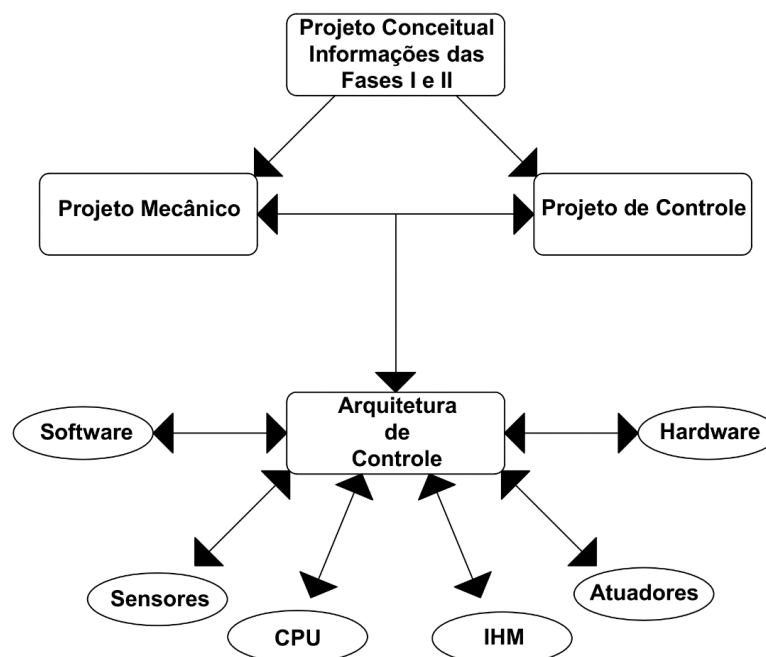 Projeto Conceitual
Informações das
Fases I e II
Projeto Mecânico
Projeto de Controle
Arquitetura
de
Controle
Software
Hardware
Sensores
Atuadores
CPU
IHM